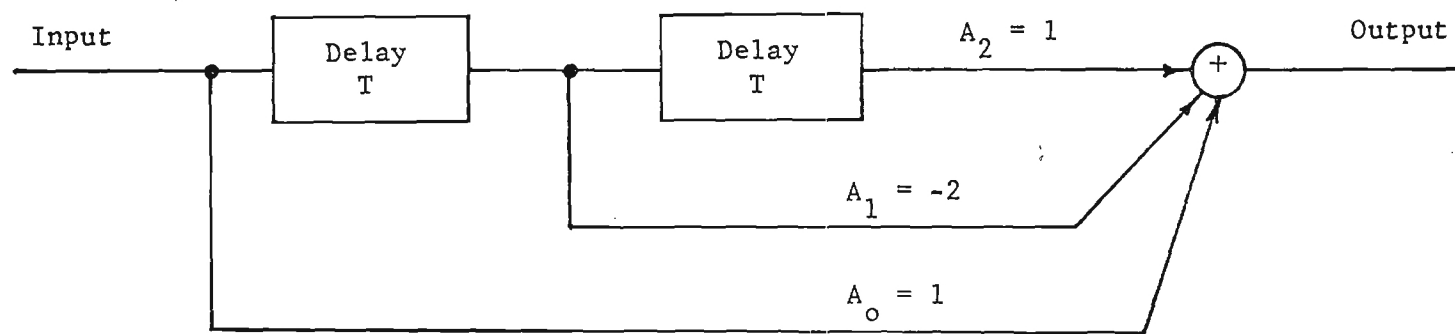 Input
Delay
T
Delay
T
A₂ = 1
Output
+
A₁ = -2
Aₒ = 1